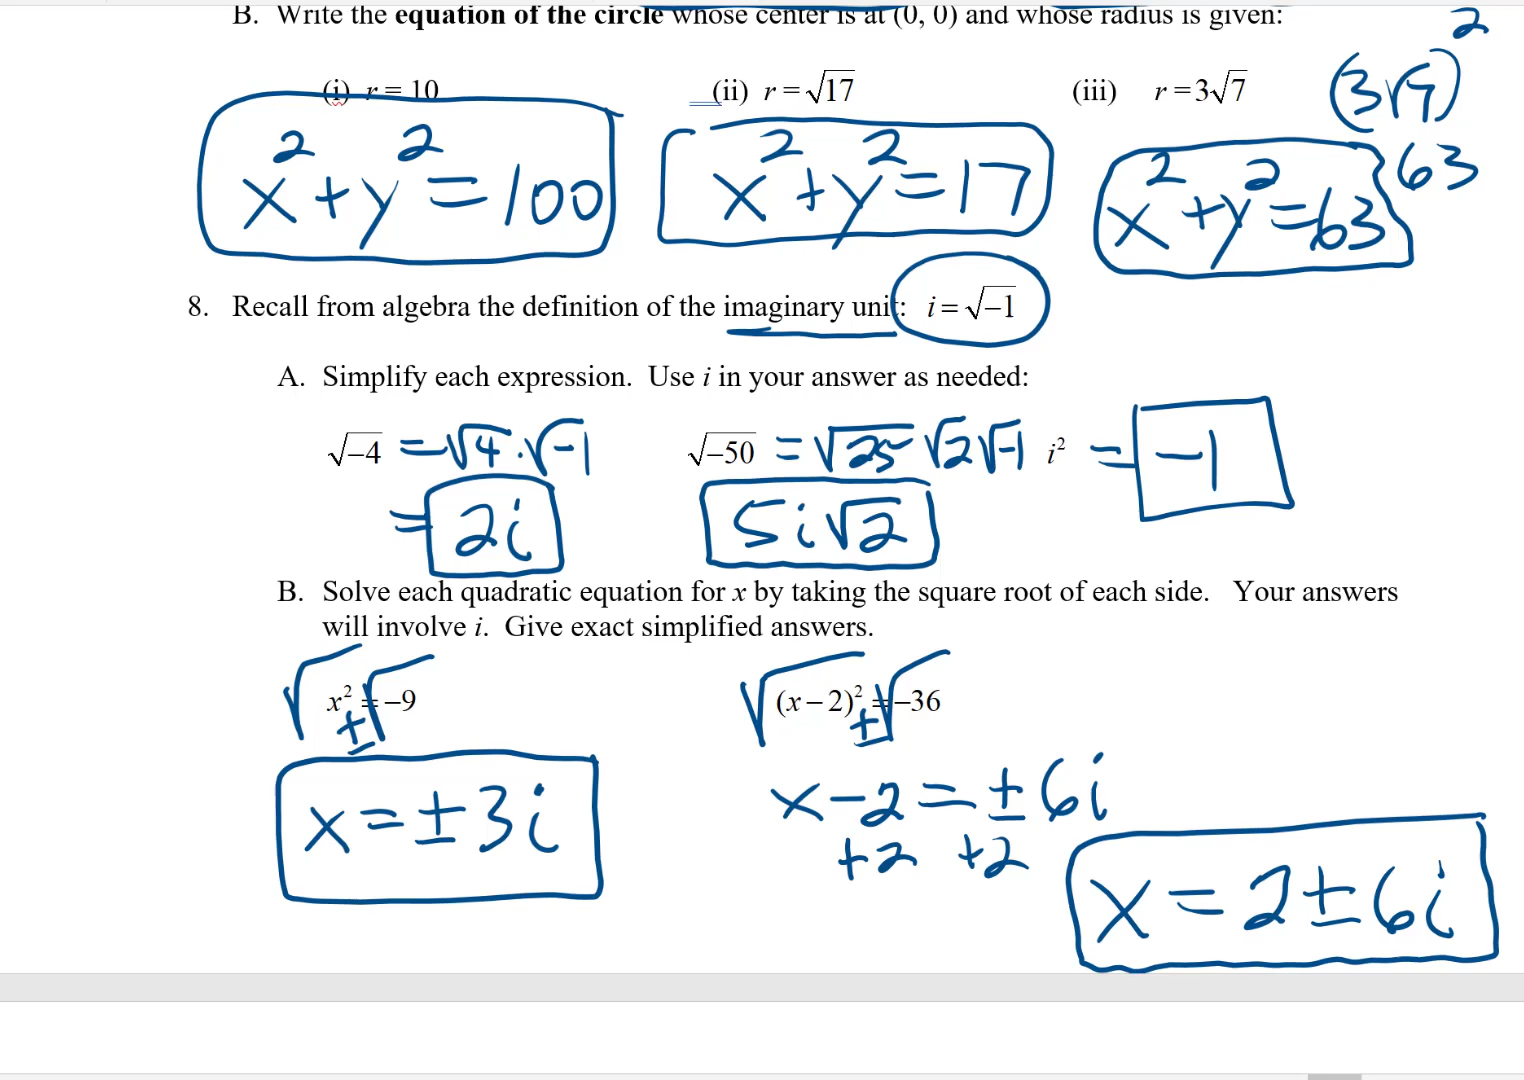 B. Write the equation of the circle whose center is at (0, 0) and whose radius is given:
(i) r = 10 (ii) r = √17 (iii) r = 3√7 (3√7)²
x² + y² = 100 x² + y² = 17 x² + y² = 63 63
8. Recall from algebra the definition of the imaginary unit: i = √−1
A. Simplify each expression. Use i in your answer as needed:
√−4 = √4 · √−1 √−50 = √25 √2 √−1 i² = −1
= 2i 5i√2
B. Solve each quadratic equation for x by taking the square root of each side. Your answers
will involve i. Give exact simplified answers.
√x² = ±√−9 √(x − 2)² = ±√−36
x = ± 3i x − 2 = ± 6i
+2 +2
x = 2 ± 6i